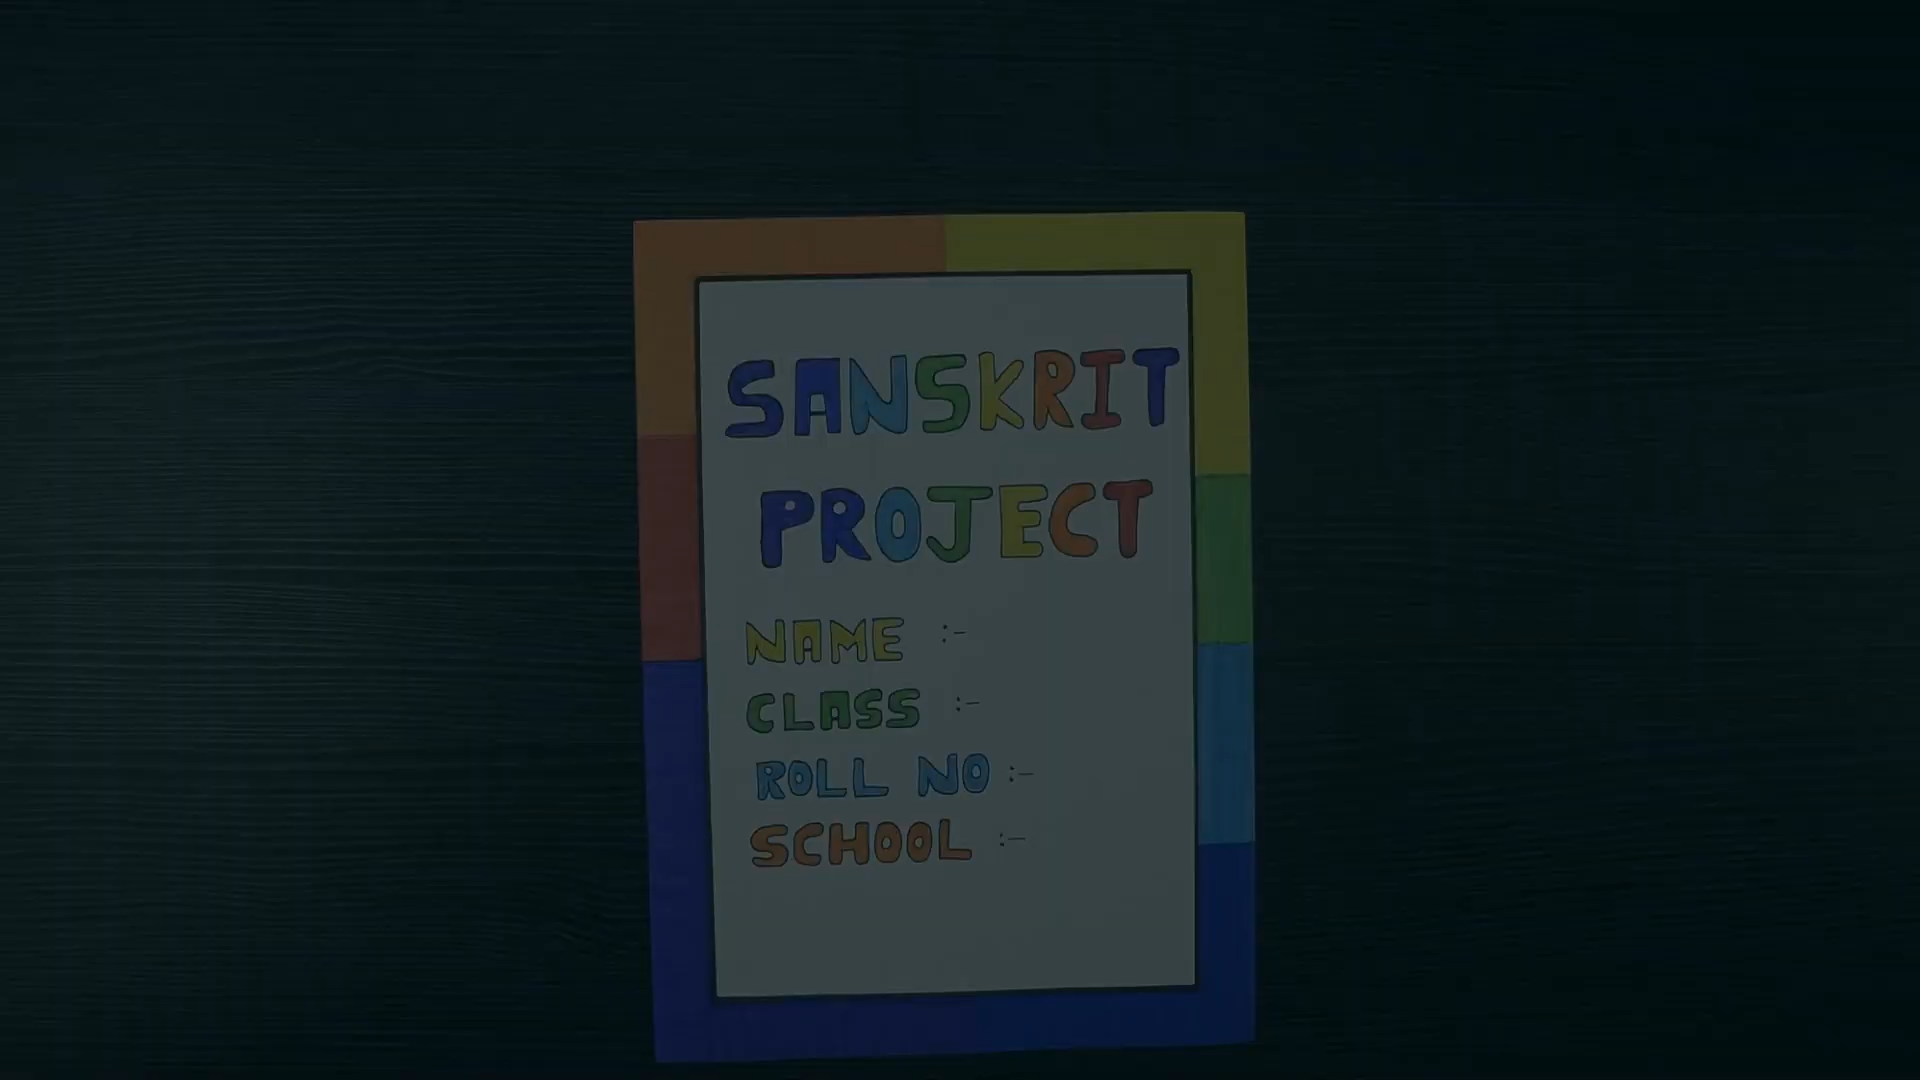 SANSKRIT
PROJECT
NAME :-
CLASS :-
ROLL NO :-
SCHOOL :-